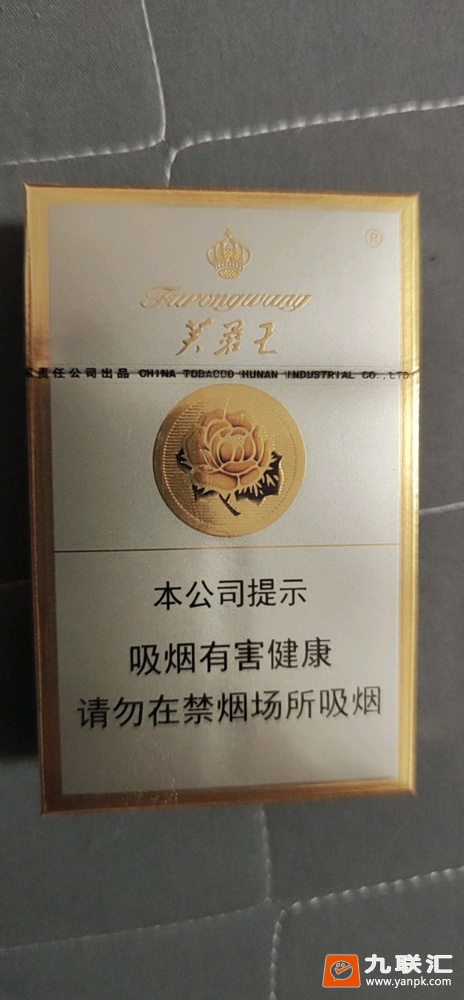 ®
Furongwang
芙蓉王
责任公司出品 CHINA TOBACCO HUNAN INDUSTRIAL CO.,LTD
本公司提示
吸烟有害健康
请勿在禁烟场所吸烟
九联汇
www.yanpk.com